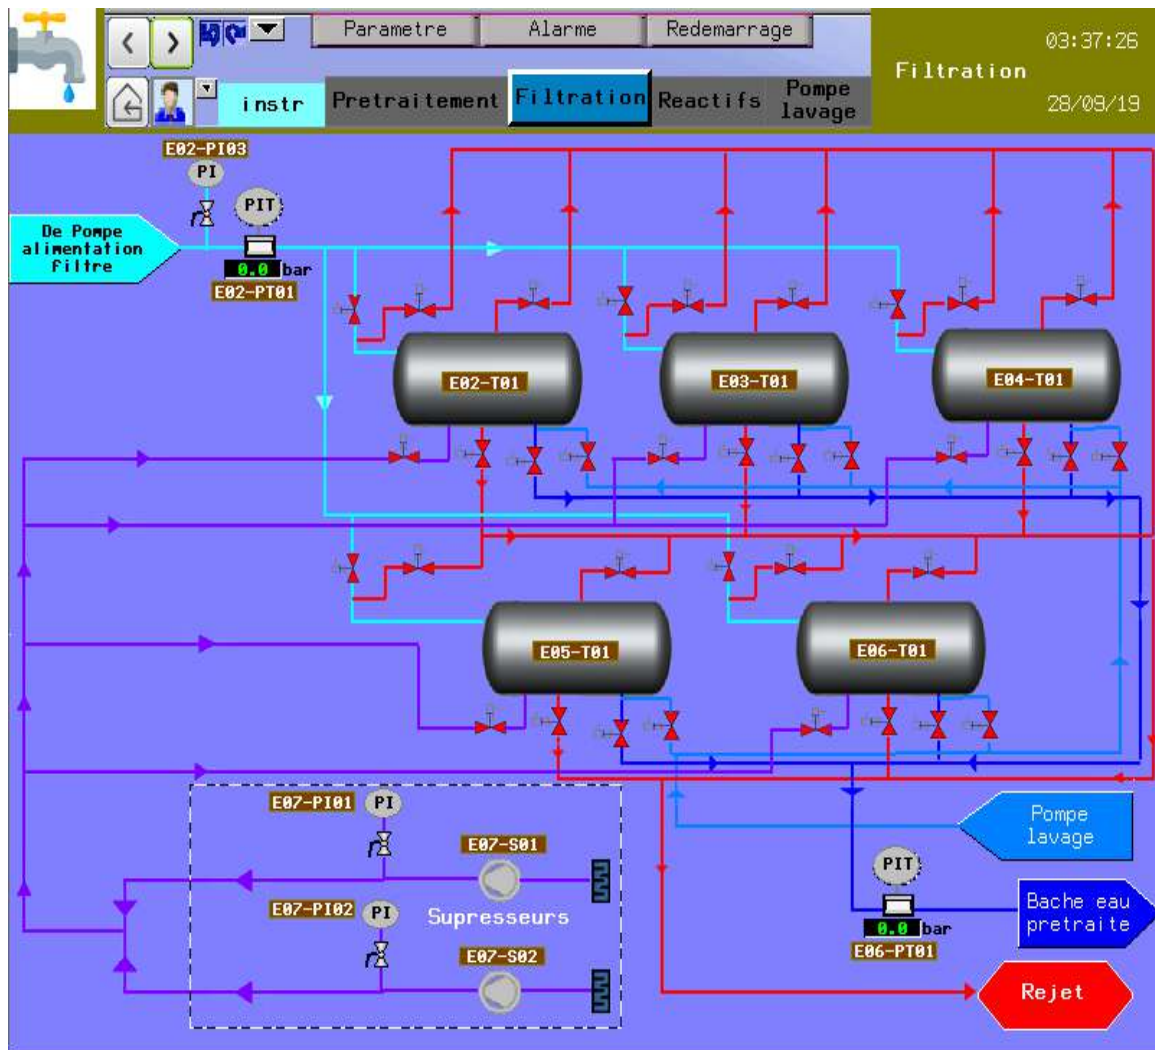 Parametre
Alarme
Redemarrage
03:37:26
Filtration
28/09/19
instr
Pretraitement
Filtration
Reactifs
Pompe
lavage
E02-PI03
PI
PIT
De Pompe
alimentation
filtre
0.0 bar
E02-PT01
E02-T01
E03-T01
E04-T01
E05-T01
E06-T01
E07-PI01
PI
E07-S01
Pompe
lavage
E07-PI02
PI
Supresseurs
PIT
Bache eau
pretraite
0.0 bar
E06-PT01
E07-S02
Rejet